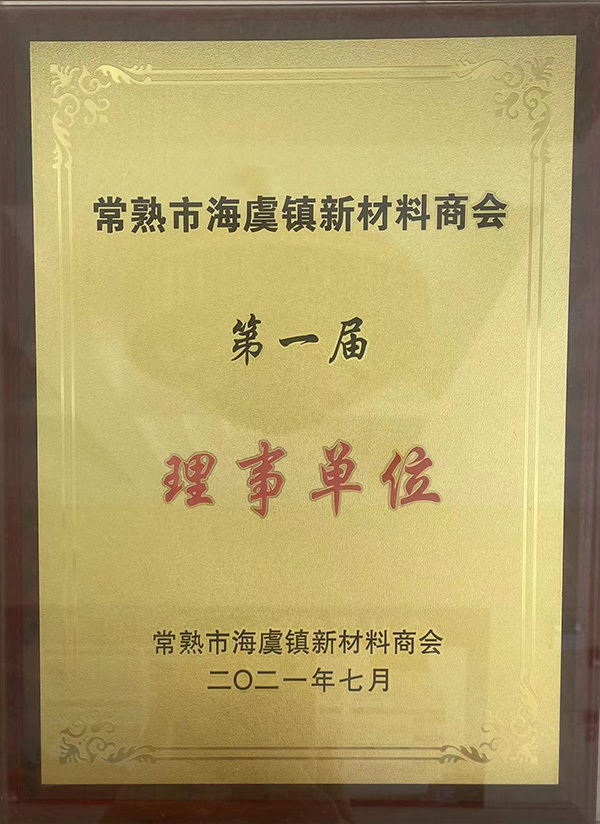 常熟市海虞镇新材料商会
第一届
理事单位
常熟市海虞镇新材料商会
二〇二一年七月